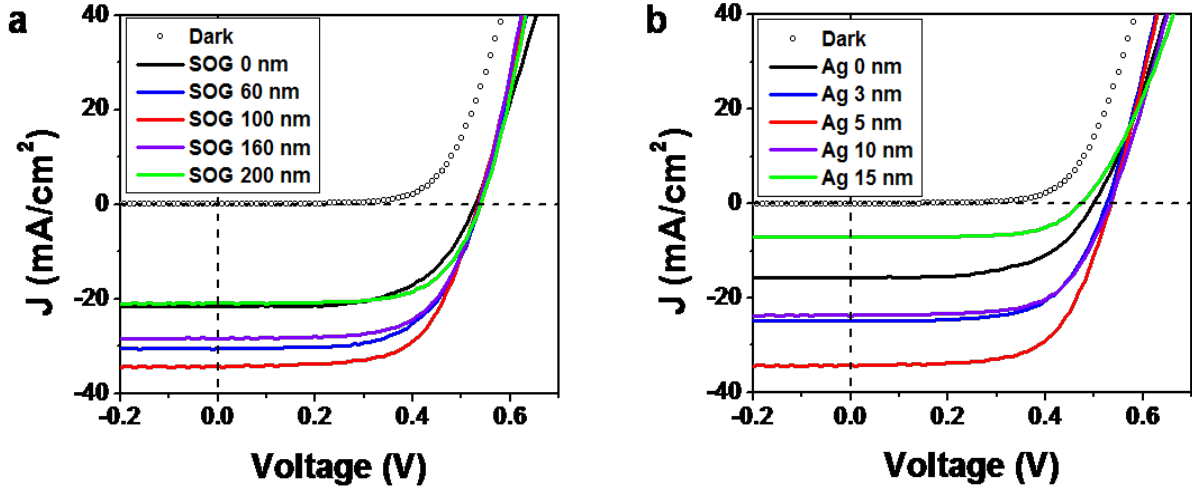 a
40
20
0
-20
-40
-0.2
0.0
0.2
0.4
0.6
J (mA/cm²)
Voltage (V)
Dark
SOG 0 nm
SOG 60 nm
SOG 100 nm
SOG 160 nm
SOG 200 nm
b
40
20
0
-20
-40
-0.2
0.0
0.2
0.4
0.6
J (mA/cm²)
Voltage (V)
Dark
Ag 0 nm
Ag 3 nm
Ag 5 nm
Ag 10 nm
Ag 15 nm